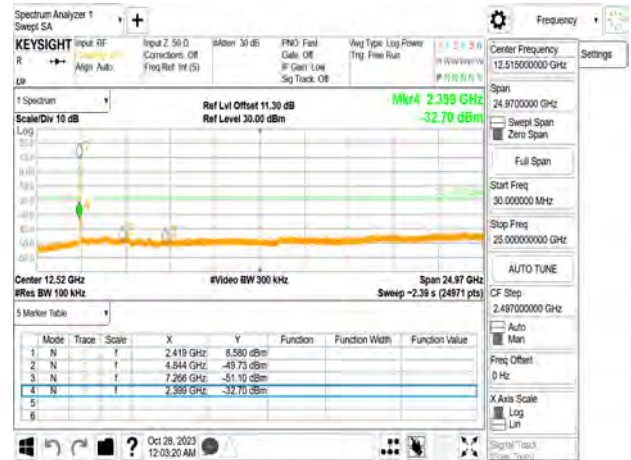 Spectrum Analyzer 1
Swept SA
Frequency
KEYSIGHT
R
Input: RF
Align: Auto
Input Z: 50 Ω
Corrections: Off
Freq Ref: Int (S)
#Atten: 30 dB
PNO: Fast
Gate: Off
IF Gain: Low
Sig Track: Off
Avg Type: Log Power
Trig: Free Run
Center Frequency
12.515000000 GHz
Settings
Span
24.9700000 GHz
Swept Span
Zero Span
Full Span
Start Freq
30.000000 MHz
Stop Freq
25.000000000 GHz
AUTO TUNE
CF Step
2.497000000 GHz
Auto
Man
Freq Offset
0 Hz
X Axis Scale
Log
Lin
Signal Track
1 Spectrum
Scale/Div 10 dB
Log
Ref Lvl Offset 11.30 dB
Ref Level 30.00 dBm
Mkr4 2.399 GHz
-32.70 dBm
Center 12.52 GHz
#Res BW 100 kHz
#Video BW 300 kHz
Span 24.97 GHz
Sweep ~2.39 s (24971 pts)
5 Marker Table
Mode Trace Scale X Y Function Function Width Function Value
1 N f 2.419 GHz 8.580 dBm
2 N f 4.844 GHz -49.73 dBm
3 N f 7.266 GHz -51.10 dBm
4 N f 2.399 GHz -32.70 dBm
5
6
?
Oct 28, 2023
12:03:20 AM